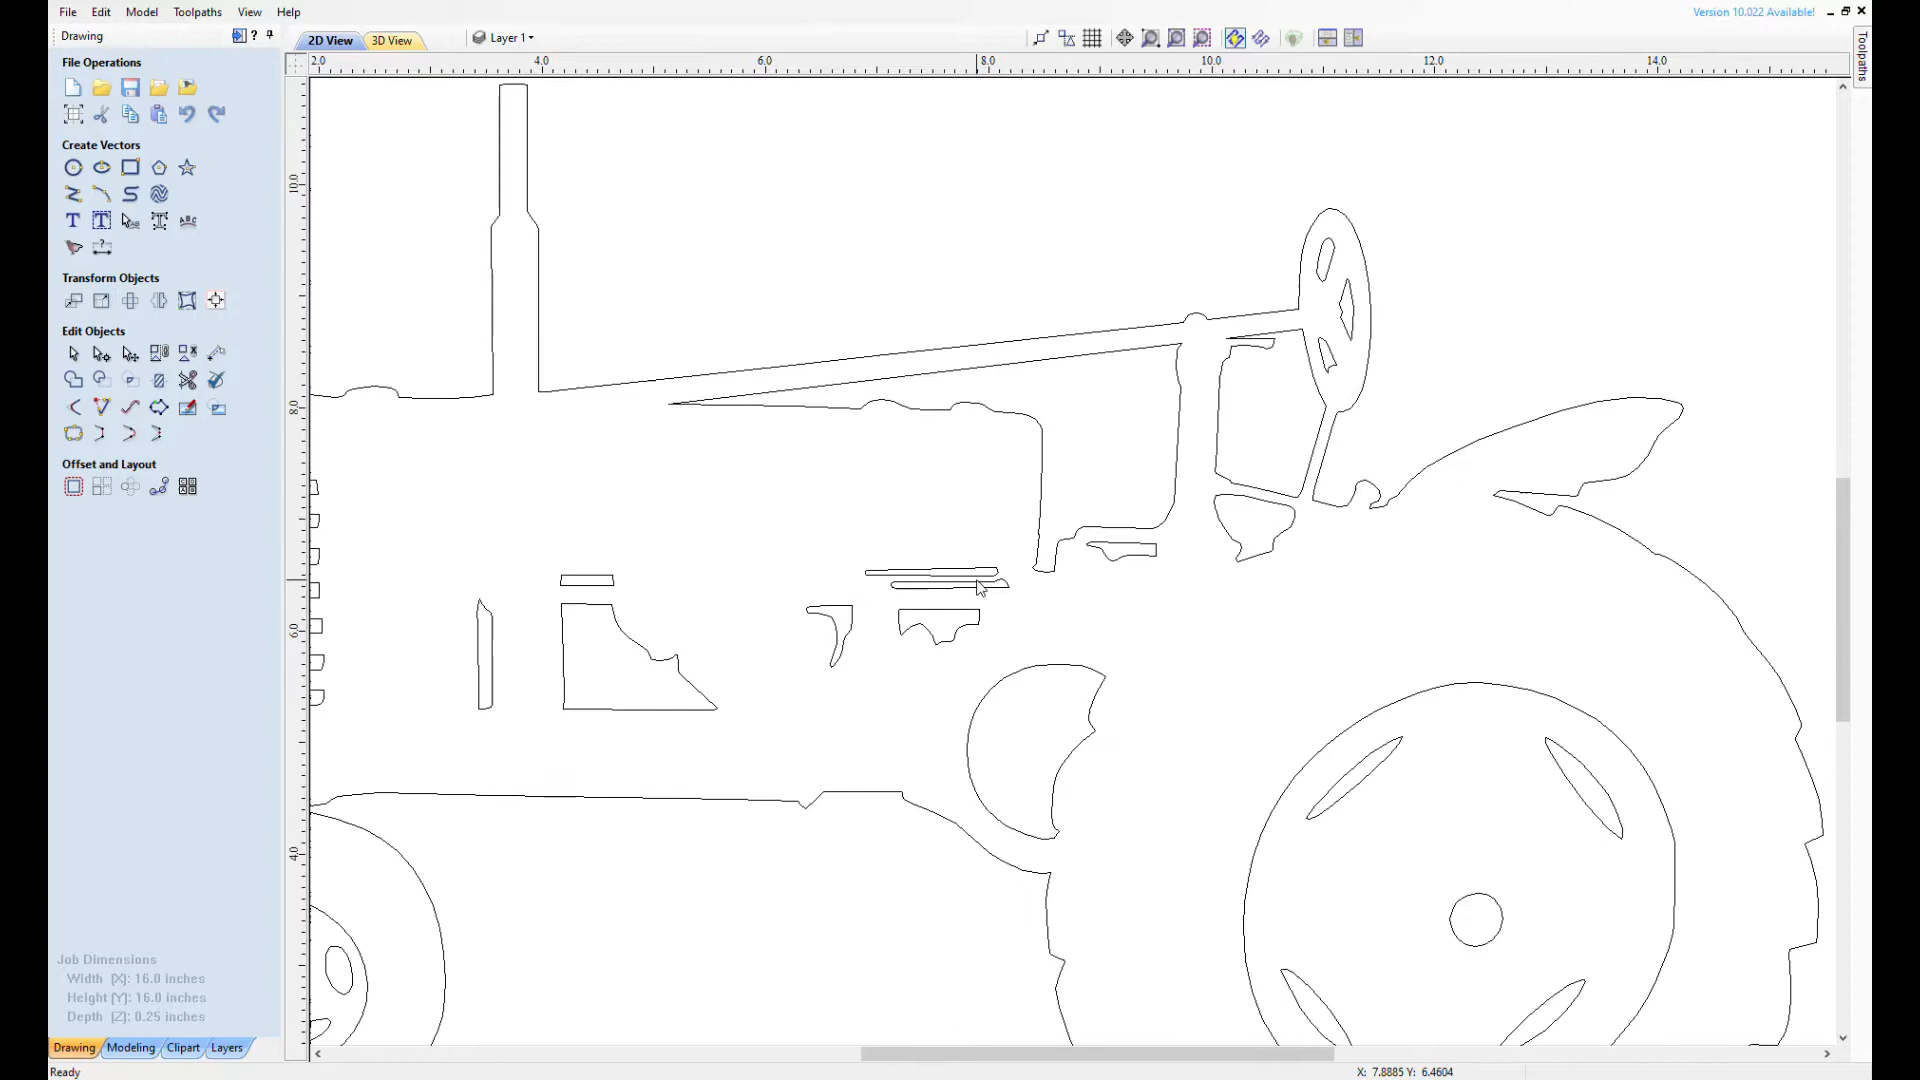 File Edit Model Toolpaths View Help
Version 10.022 Available!
Drawing
?
2D View 3D View Layer 1
Toolpaths
File Operations
2.0 4.0 6.0 8.0 10.0 12.0 14.0
Create Vectors
10.0
Transform Objects
Edit Objects
8.0
Offset and Layout
6.0
4.0
Job Dimensions
Width (X): 16.0 inches
Height (Y): 16.0 inches
Depth (Z): 0.25 inches
Drawing Modeling Clipart Layers
Ready
X: 7.8885 Y: 6.4604